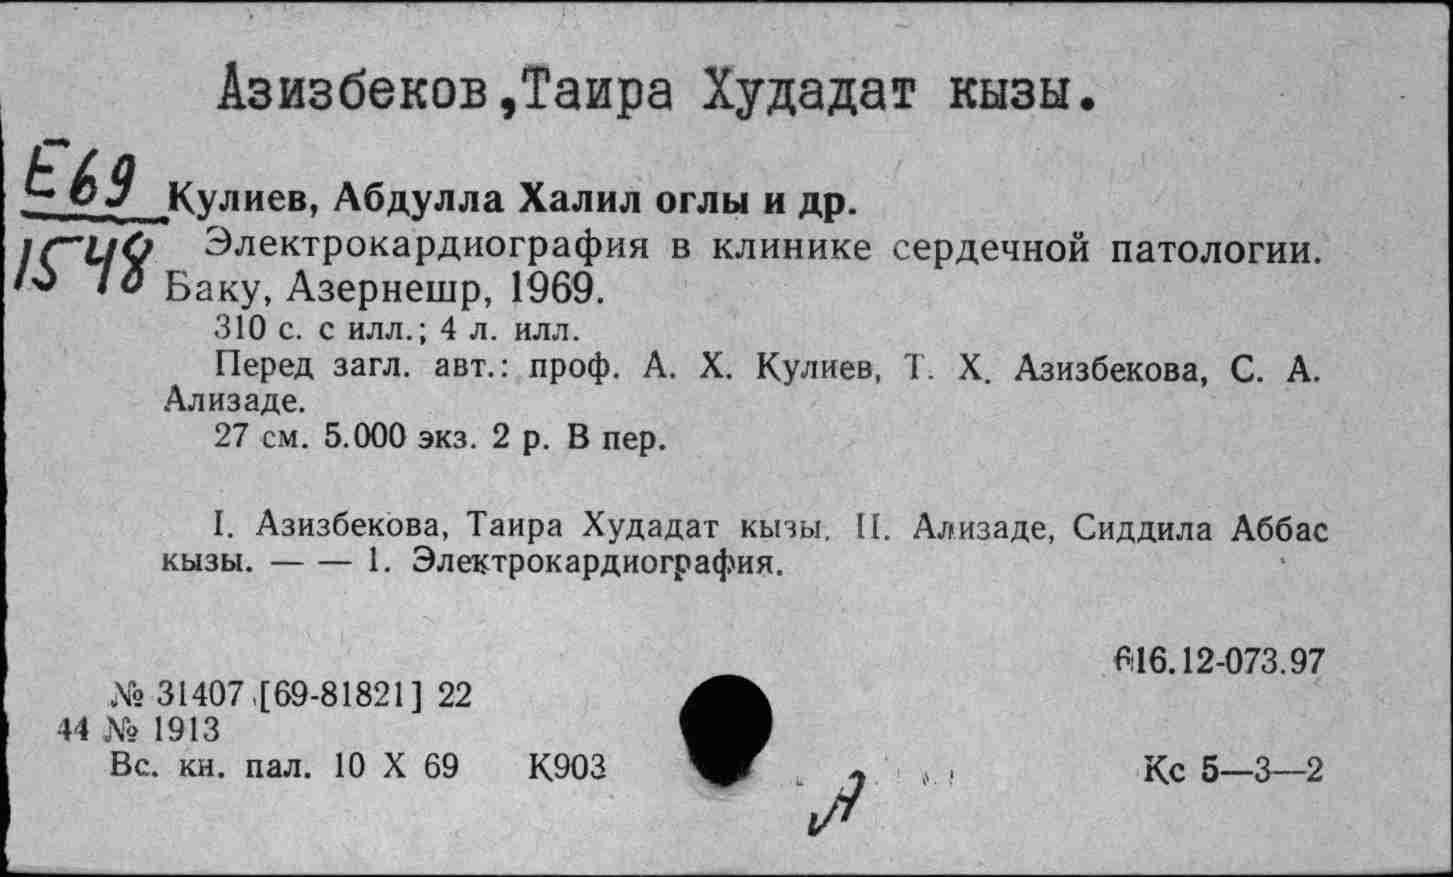 Азизбеков,Таира Худадат кызы.
Е69
1548
Кулиев, Абдулла Халил оглы и др.
Электрокардиография в клинике сердечной патологии.
Баку, Азернешр, 1969.
310 с. с илл.; 4 л. илл.
Перед загл. авт.: проф. А. Х. Кулиев, Т. Х. Азизбекова, С. А.
Ализаде.
27 см. 5.000 экз. 2 р. В пер.
I. Азизбекова, Таира Худадат кызы. II. Ализаде, Сиддила Аббас
кызы. — — 1. Электрокардиография.
616.12-073.97
№ 31407 [69-81821] 22
44 № 1913
Вс. кн. пал. 10 X 69 К903
Кс 5—3—2